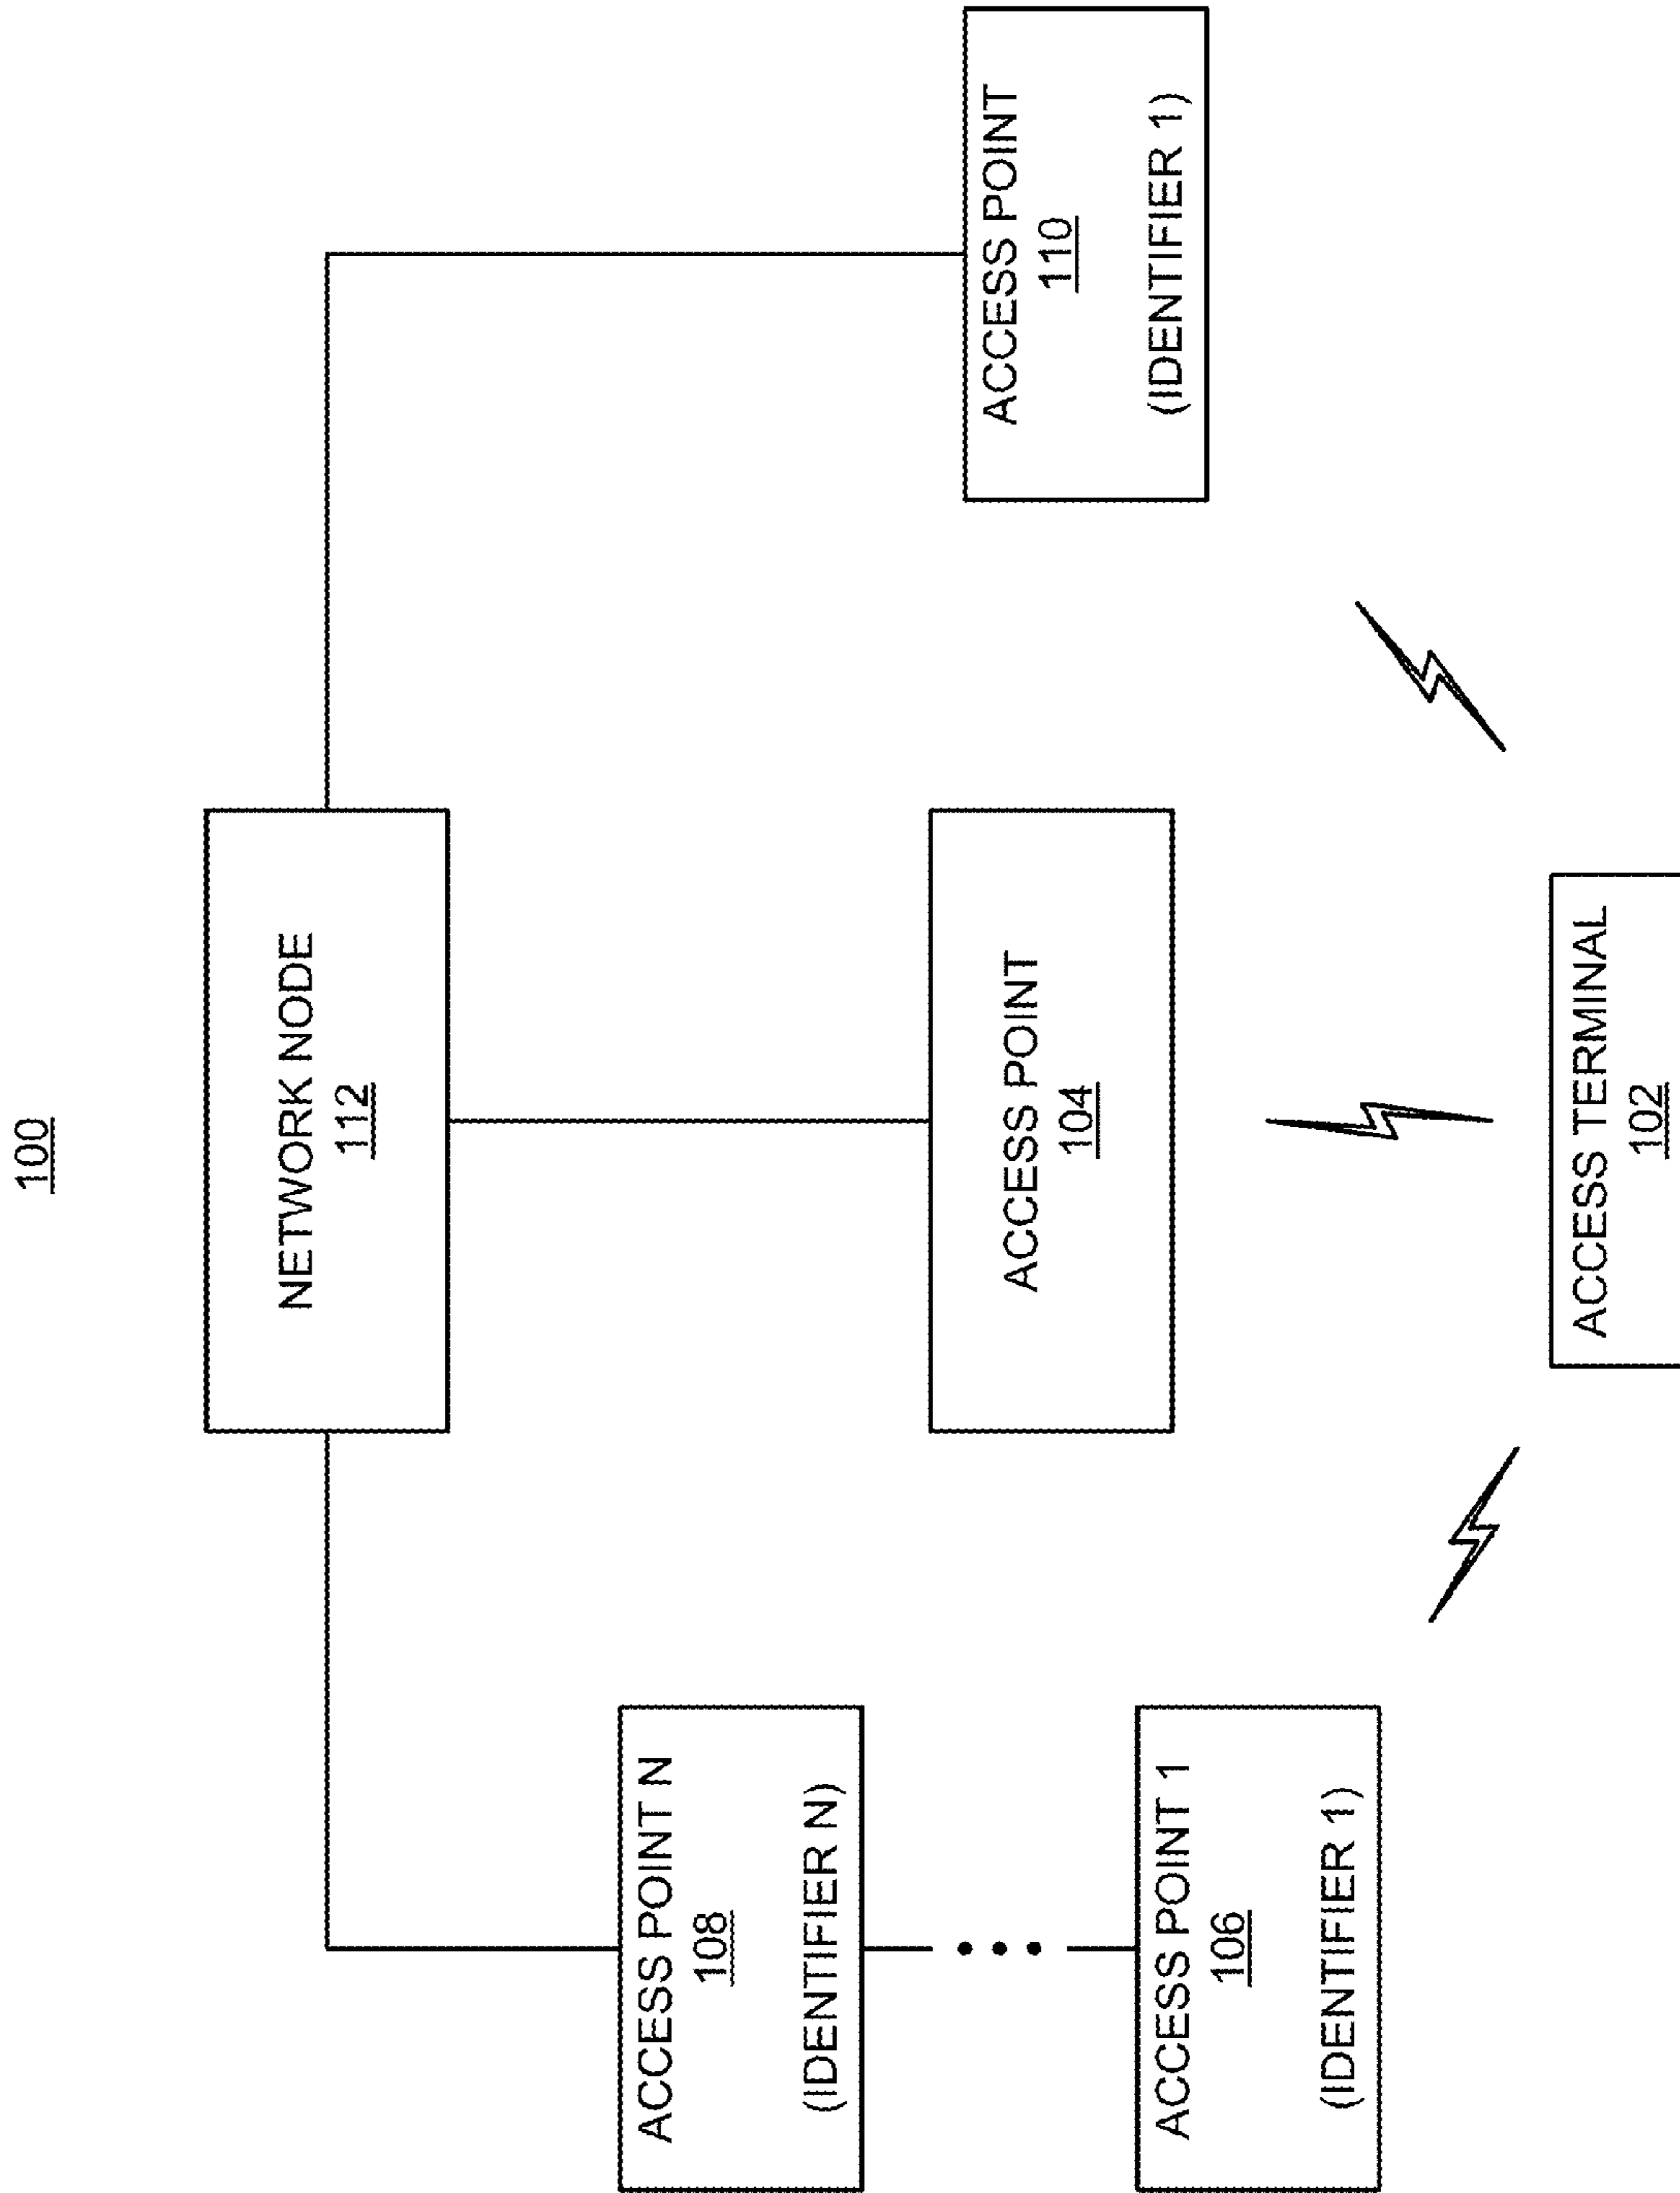 100
NETWORK NODE
112
ACCESS POINT N
108
(IDENTIFIER N)
ACCESS POINT
104
ACCESS POINT
110
(IDENTIFIER 1)
ACCESS POINT 1
106
(IDENTIFIER 1)
ACCESS TERMINAL
102